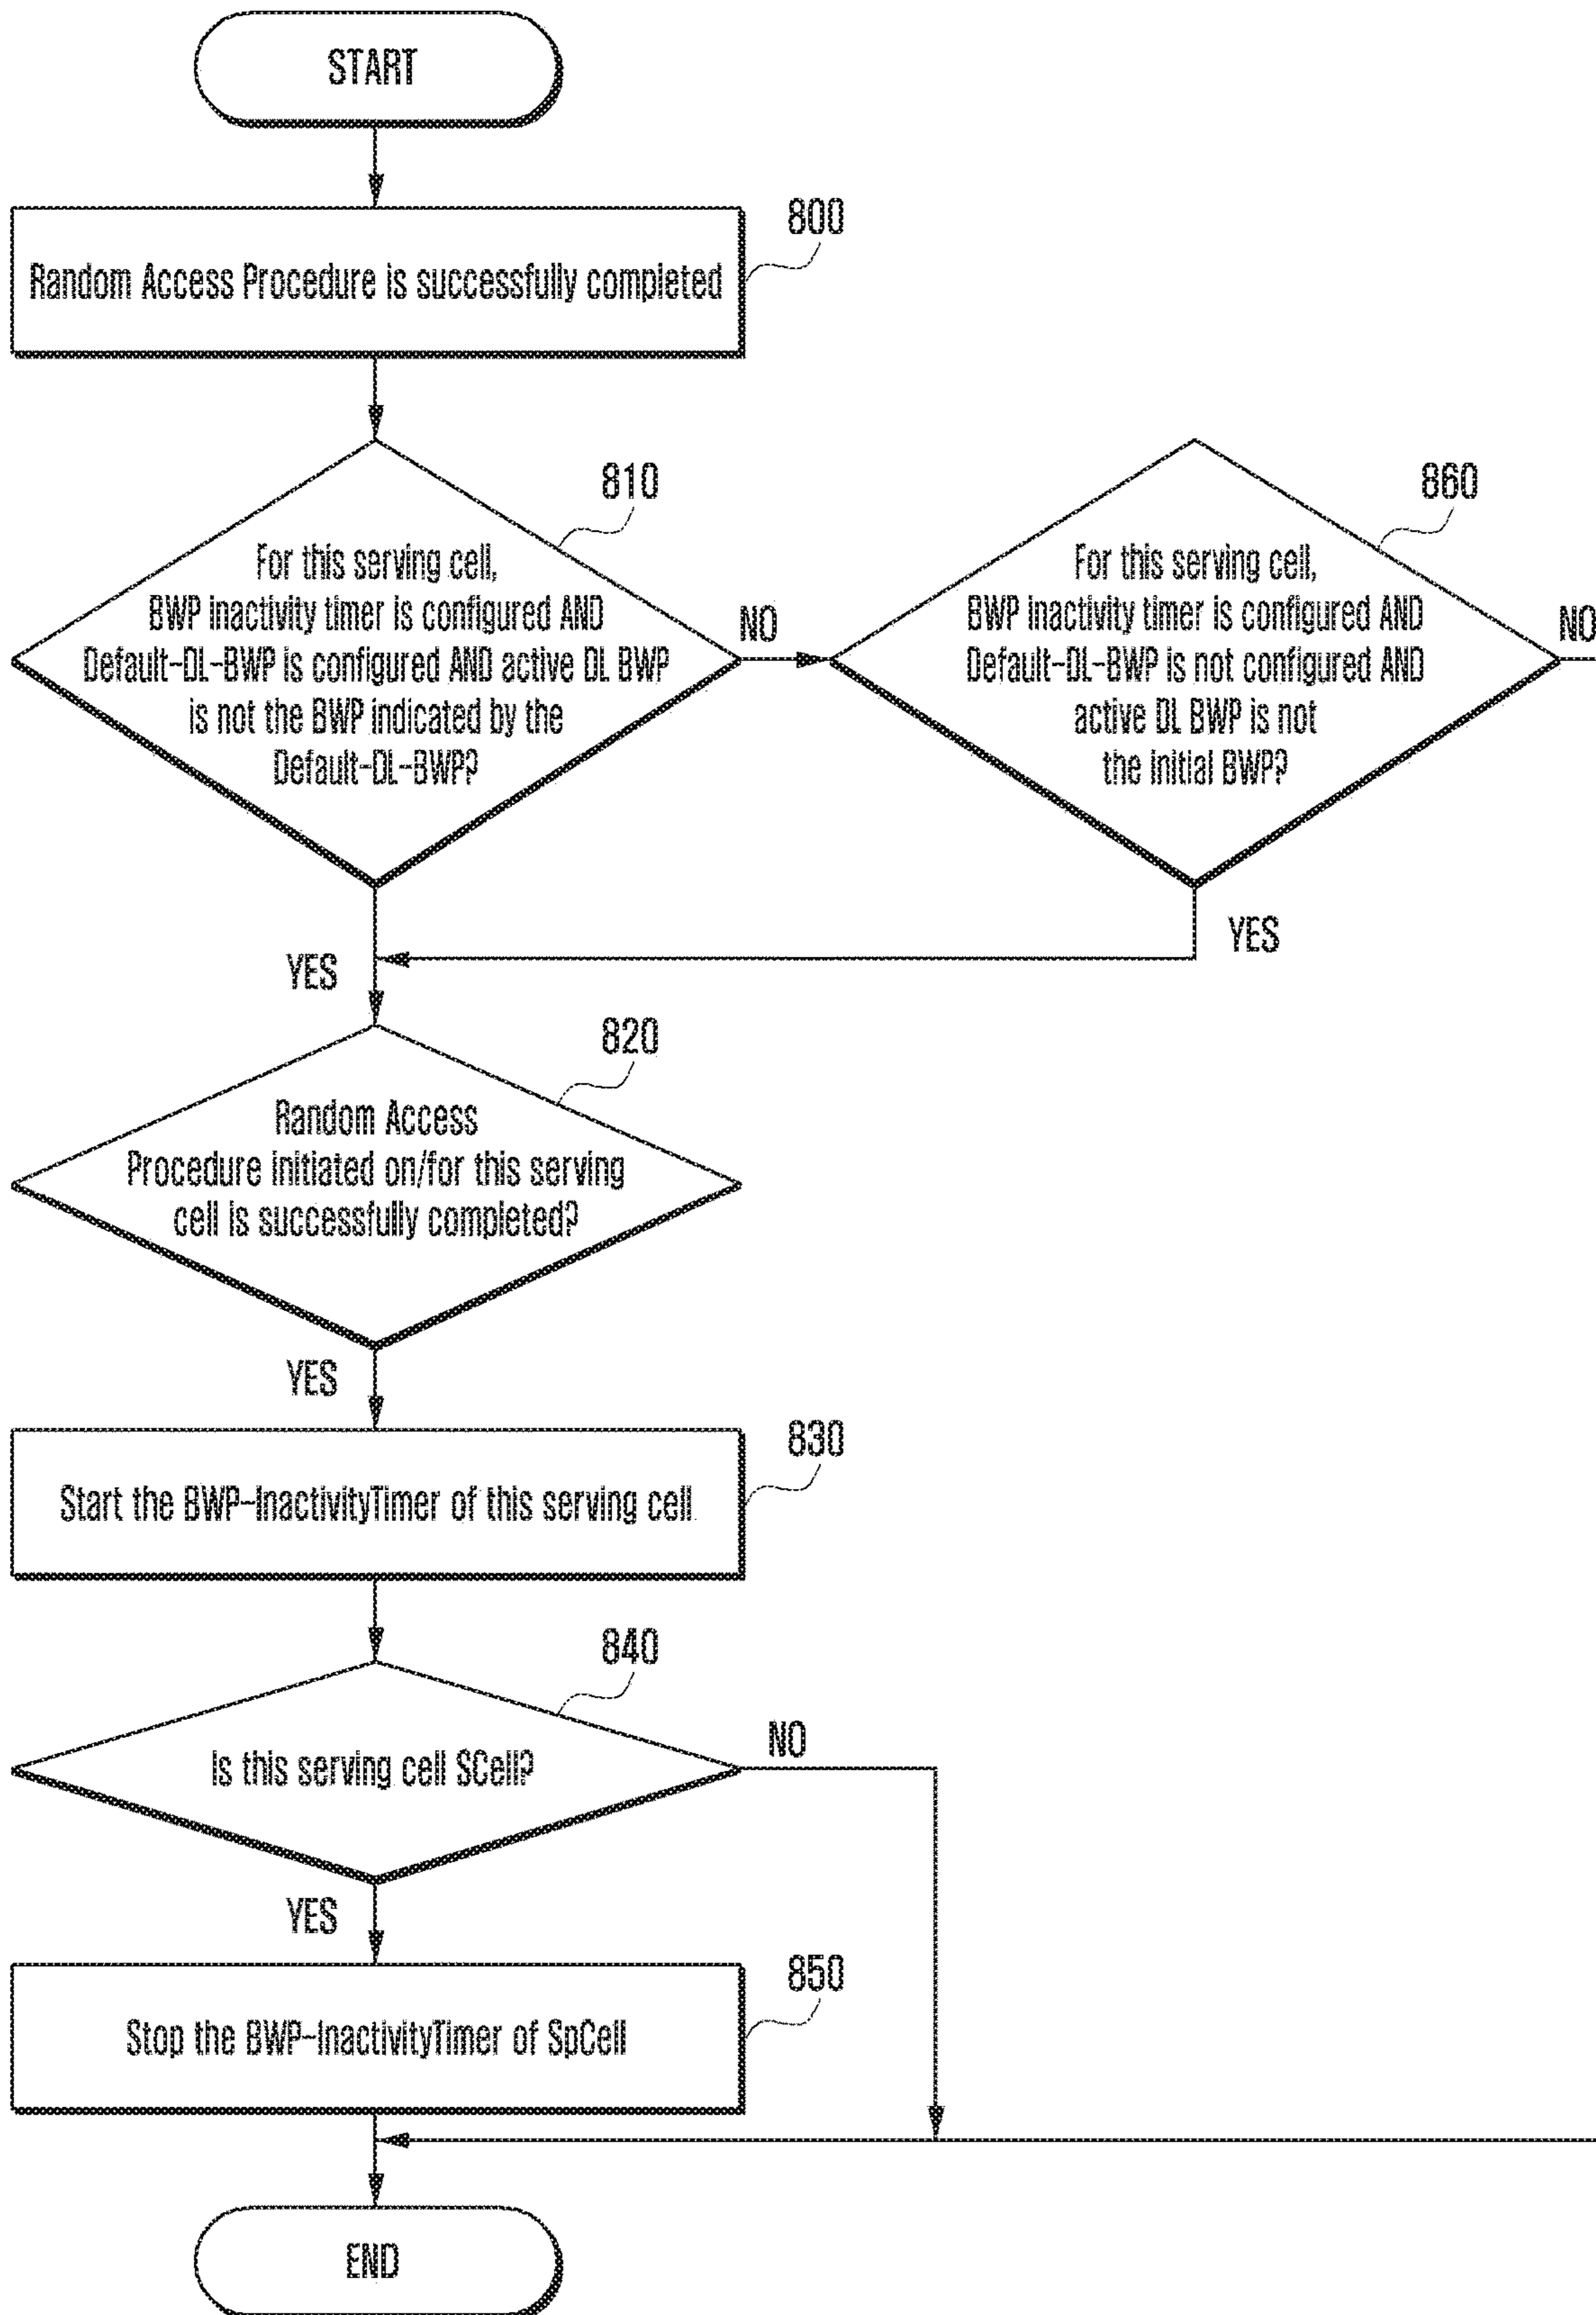 START
800
Random Access Procedure is successfully completed
810
For this serving cell,
BWP inactivity timer is configured AND
Default-DL-BWP is configured AND active DL BWP
is not the BWP indicated by the
Default-DL-BWP?
NO
860
For this serving cell,
BWP inactivity timer is configured AND
Default-DL-BWP is not configured AND
active DL BWP is not
the initial BWP?
NO
YES
YES
820
Random Access
Procedure initiated on/for this serving
cell is successfully completed?
YES
830
Start the BWP-InactivityTimer of this serving cell
840
Is this serving cell SCell?
NO
YES
850
Stop the BWP-InactivityTimer of SpCell
END